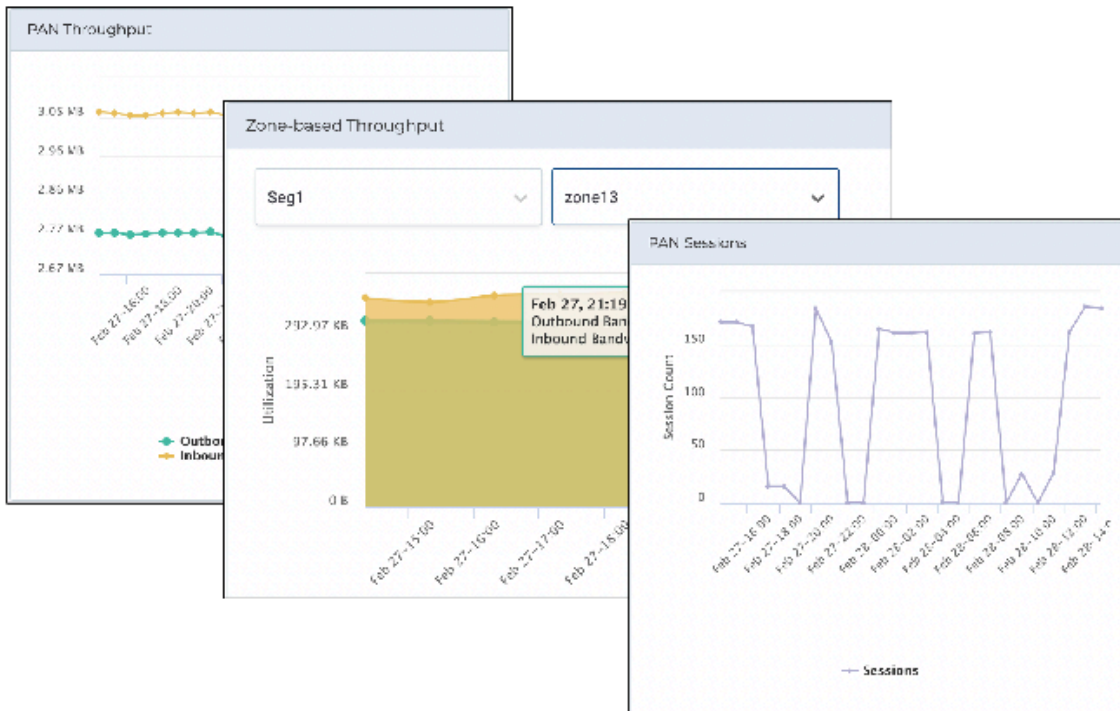 PAN Throughput
3.05 MB
2.95 MB
2.86 MB
2.77 MB
2.67 MB
Feb 27-16:00
Feb 27-18:00
Feb 27-20:00
Outbou
Inboun
Zone-based Throughput
Seg1
zone13
Feb 27, 21:19
Outbound Ban
Inbound Bandw
Utilization
292.97 KB
195.31 KB
97.66 KB
0 B
Feb 27-15:00
Feb 27-16:00
Feb 27-17:00
Feb 27-18:00
PAN Sessions
Session Count
150
100
50
0
Feb 27-16:00
Feb 27-18:00
Feb 27-20:00
Feb 27-22:00
Feb 28-00:00
Feb 28-02:00
Feb 28-04:00
Feb 28-06:00
Feb 28-08:00
Feb 28-10:00
Feb 28-12:00
Sessions